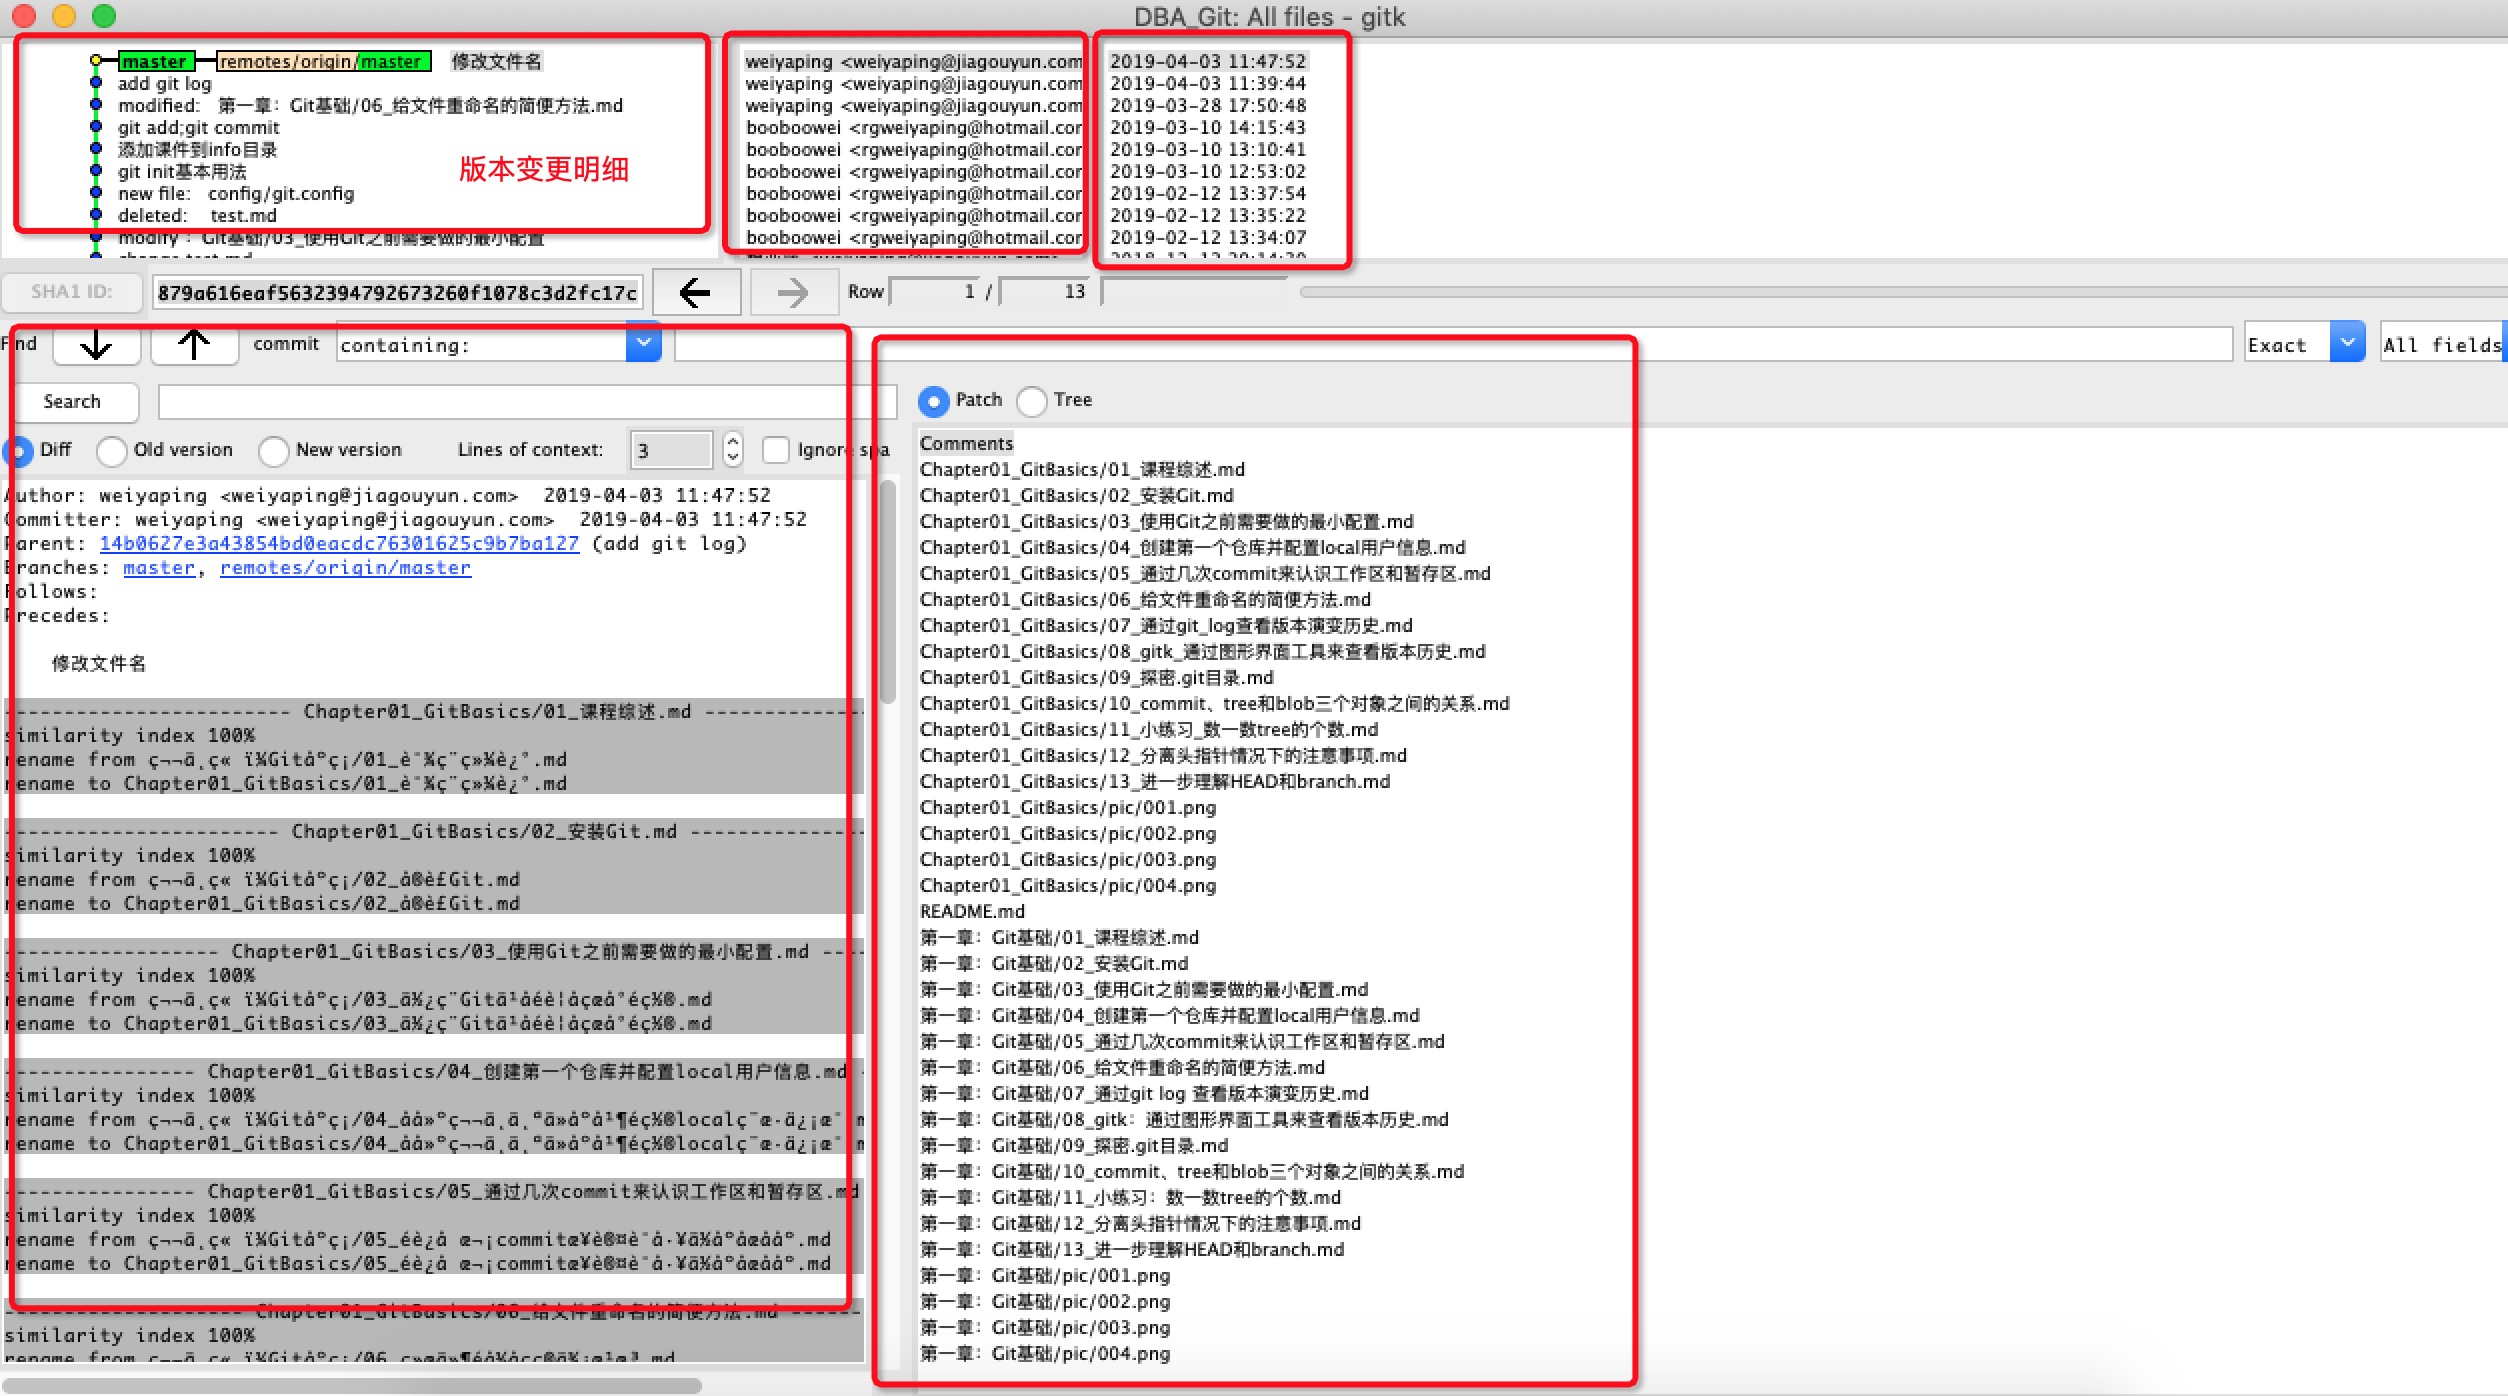 DBA_Git: All files - gitk
master remotes/origin/master 修改文件名
add git log
modified: 第一章：Git基础/06_给文件重命名的简便方法.md
git add;git commit
添加课件到info目录
git init基本用法
new file: config/git.config
deleted: test.md
modify：Git基础/03_使用Git之前需要做的最小配置
版本变更明细
weiyaping <weiyaping@jiagouyun.com
weiyaping <weiyaping@jiagouyun.com
weiyaping <weiyaping@jiagouyun.com
booboowei <rgweiyaping@hotmail.cor
booboowei <rgweiyaping@hotmail.cor
booboowei <rgweiyaping@hotmail.cor
booboowei <rgweiyaping@hotmail.cor
booboowei <rgweiyaping@hotmail.cor
booboowei <rgweiyaping@hotmail.cor
2019-04-03 11:47:52
2019-04-03 11:39:44
2019-03-28 17:50:48
2019-03-10 14:15:43
2019-03-10 13:10:41
2019-03-10 12:53:02
2019-02-12 13:37:54
2019-02-12 13:35:22
2019-02-12 13:34:07
SHA1 ID: 879a616eaf5632394792673260f1078c3d2fc17c ← → Row 1 / 13
Find ↓ ↑ commit containing: Exact All fields
Search
Diff Old version New version Lines of context: 3 Ignore spa
Author: weiyaping <weiyaping@jiagouyun.com> 2019-04-03 11:47:52
Committer: weiyaping <weiyaping@jiagouyun.com> 2019-04-03 11:47:52
Parent: 14b0627e3a43854bd0eacdc76301625c9b7ba127 (add git log)
Branches: master, remotes/origin/master
Follows:
Precedes:
修改文件名
------------------------ Chapter01_GitBasics/01_课程综述.md -------------
similarity index 100%
rename from
rename to Chapter01_GitBasics/01_
----------------------- Chapter01_GitBasics/02_安装Git.md --------------
similarity index 100%
rename from
rename to Chapter01_GitBasics/02_
------------------ Chapter01_GitBasics/03_使用Git之前需要做的最小配置.md ----
similarity index 100%
rename from
rename to Chapter01_GitBasics/03_
---------------- Chapter01_GitBasics/04_创建第一个仓库并配置local用户信息.md -
similarity index 100%
rename from
rename to Chapter01_GitBasics/04_
---------------- Chapter01_GitBasics/05_通过几次commit来认识工作区和暂存区.md
similarity index 100%
rename from
rename to Chapter01_GitBasics/05_
-------------------- Chapter01_GitBasics/06_给文件重命名的简便方法.md ------
similarity index 100%
Patch Tree
Comments
Chapter01_GitBasics/01_课程综述.md
Chapter01_GitBasics/02_安装Git.md
Chapter01_GitBasics/03_使用Git之前需要做的最小配置.md
Chapter01_GitBasics/04_创建第一个仓库并配置local用户信息.md
Chapter01_GitBasics/05_通过几次commit来认识工作区和暂存区.md
Chapter01_GitBasics/06_给文件重命名的简便方法.md
Chapter01_GitBasics/07_通过git_log查看版本演变历史.md
Chapter01_GitBasics/08_gitk_通过图形界面工具来查看版本历史.md
Chapter01_GitBasics/09_探密.git目录.md
Chapter01_GitBasics/10_commit、tree和blob三个对象之间的关系.md
Chapter01_GitBasics/11_小练习_数一数tree的个数.md
Chapter01_GitBasics/12_分离头指针情况下的注意事项.md
Chapter01_GitBasics/13_进一步理解HEAD和branch.md
Chapter01_GitBasics/pic/001.png
Chapter01_GitBasics/pic/002.png
Chapter01_GitBasics/pic/003.png
Chapter01_GitBasics/pic/004.png
README.md
第一章：Git基础/01_课程综述.md
第一章：Git基础/02_安装Git.md
第一章：Git基础/03_使用Git之前需要做的最小配置.md
第一章：Git基础/04_创建第一个仓库并配置local用户信息.md
第一章：Git基础/05_通过几次commit来认识工作区和暂存区.md
第一章：Git基础/06_给文件重命名的简便方法.md
第一章：Git基础/07_通过git log 查看版本演变历史.md
第一章：Git基础/08_gitk：通过图形界面工具来查看版本历史.md
第一章：Git基础/09_探密.git目录.md
第一章：Git基础/10_commit、tree和blob三个对象之间的关系.md
第一章：Git基础/11_小练习：数一数tree的个数.md
第一章：Git基础/12_分离头指针情况下的注意事项.md
第一章：Git基础/13_进一步理解HEAD和branch.md
第一章：Git基础/pic/001.png
第一章：Git基础/pic/002.png
第一章：Git基础/pic/003.png
第一章：Git基础/pic/004.png